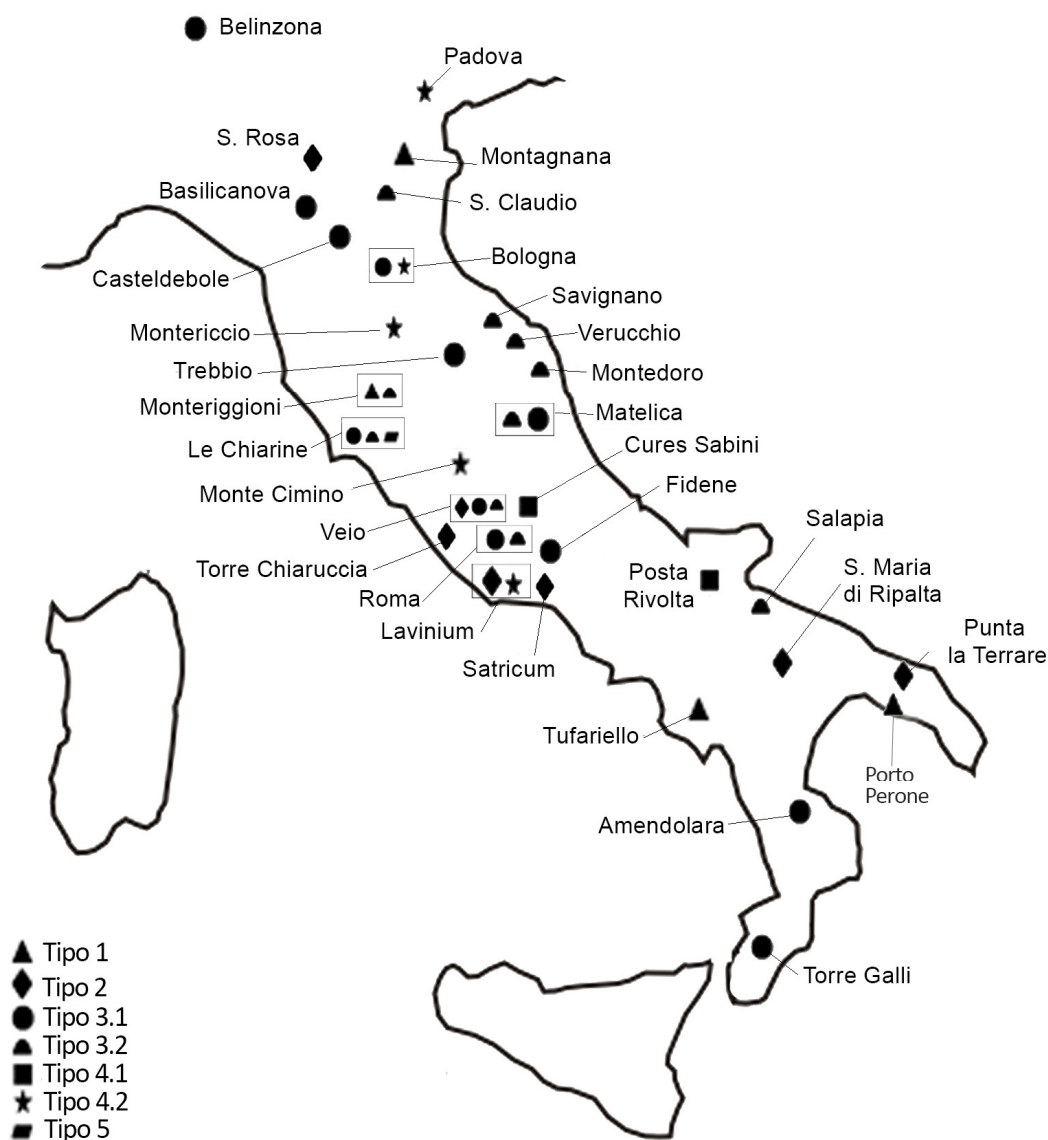 Belinzona
Padova
S. Rosa
Montagnana
Basilicanova
S. Claudio
Bologna
Casteldebole
Savignano
Montericcio
Verucchio
Trebbio
Montedoro
Monteriggioni
Matelica
Le Chiarine
Cures Sabini
Monte Cimino
Fidene
Veio
Salapia
Torre Chiaruccia
Posta
Rivolta
S. Maria
di Ripalta
Roma
Lavinium
Punta
la Terrare
Satricum
Tufariello
Porto
Perone
Amendolara
Torre Galli
Tipo 1
Tipo 2
Tipo 3.1
Tipo 3.2
Tipo 4.1
Tipo 4.2
Tipo 5